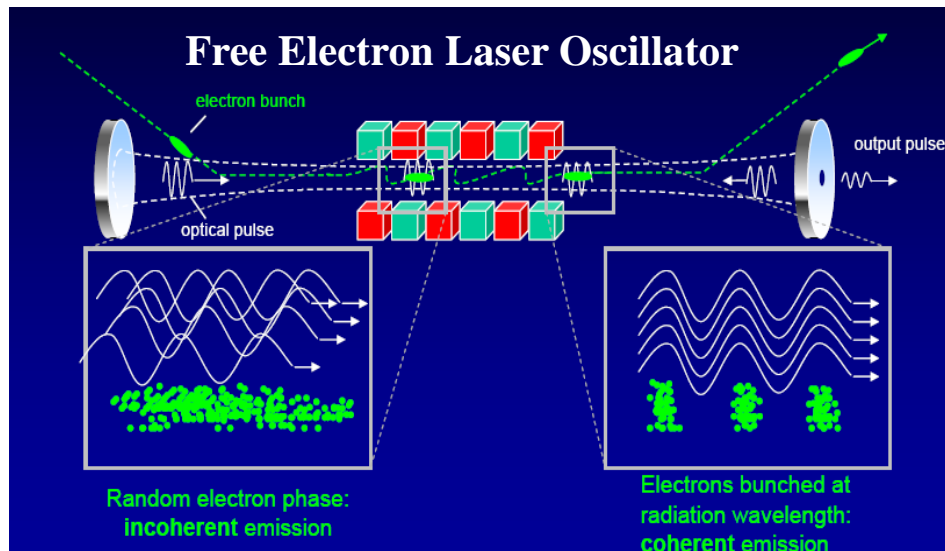 Free Electron Laser Oscillator
electron bunch
output pulse
optical pulse
Random electron phase:
incoherent emission
Electrons bunched at
radiation wavelength:
coherent emission